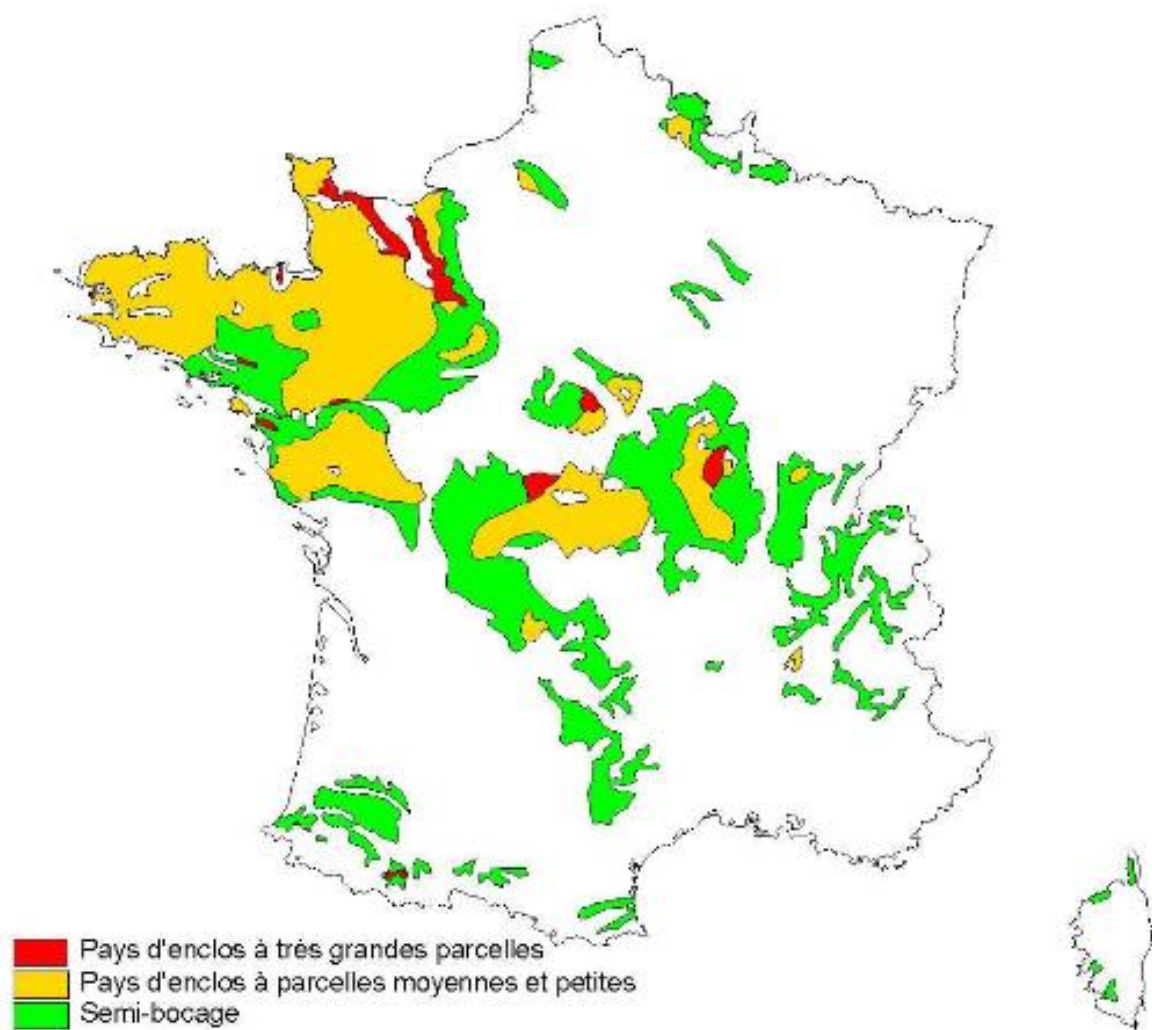 Pays d'enclos à très grandes parcelles
Pays d'enclos à parcelles moyennes et petites
Semi-bocage